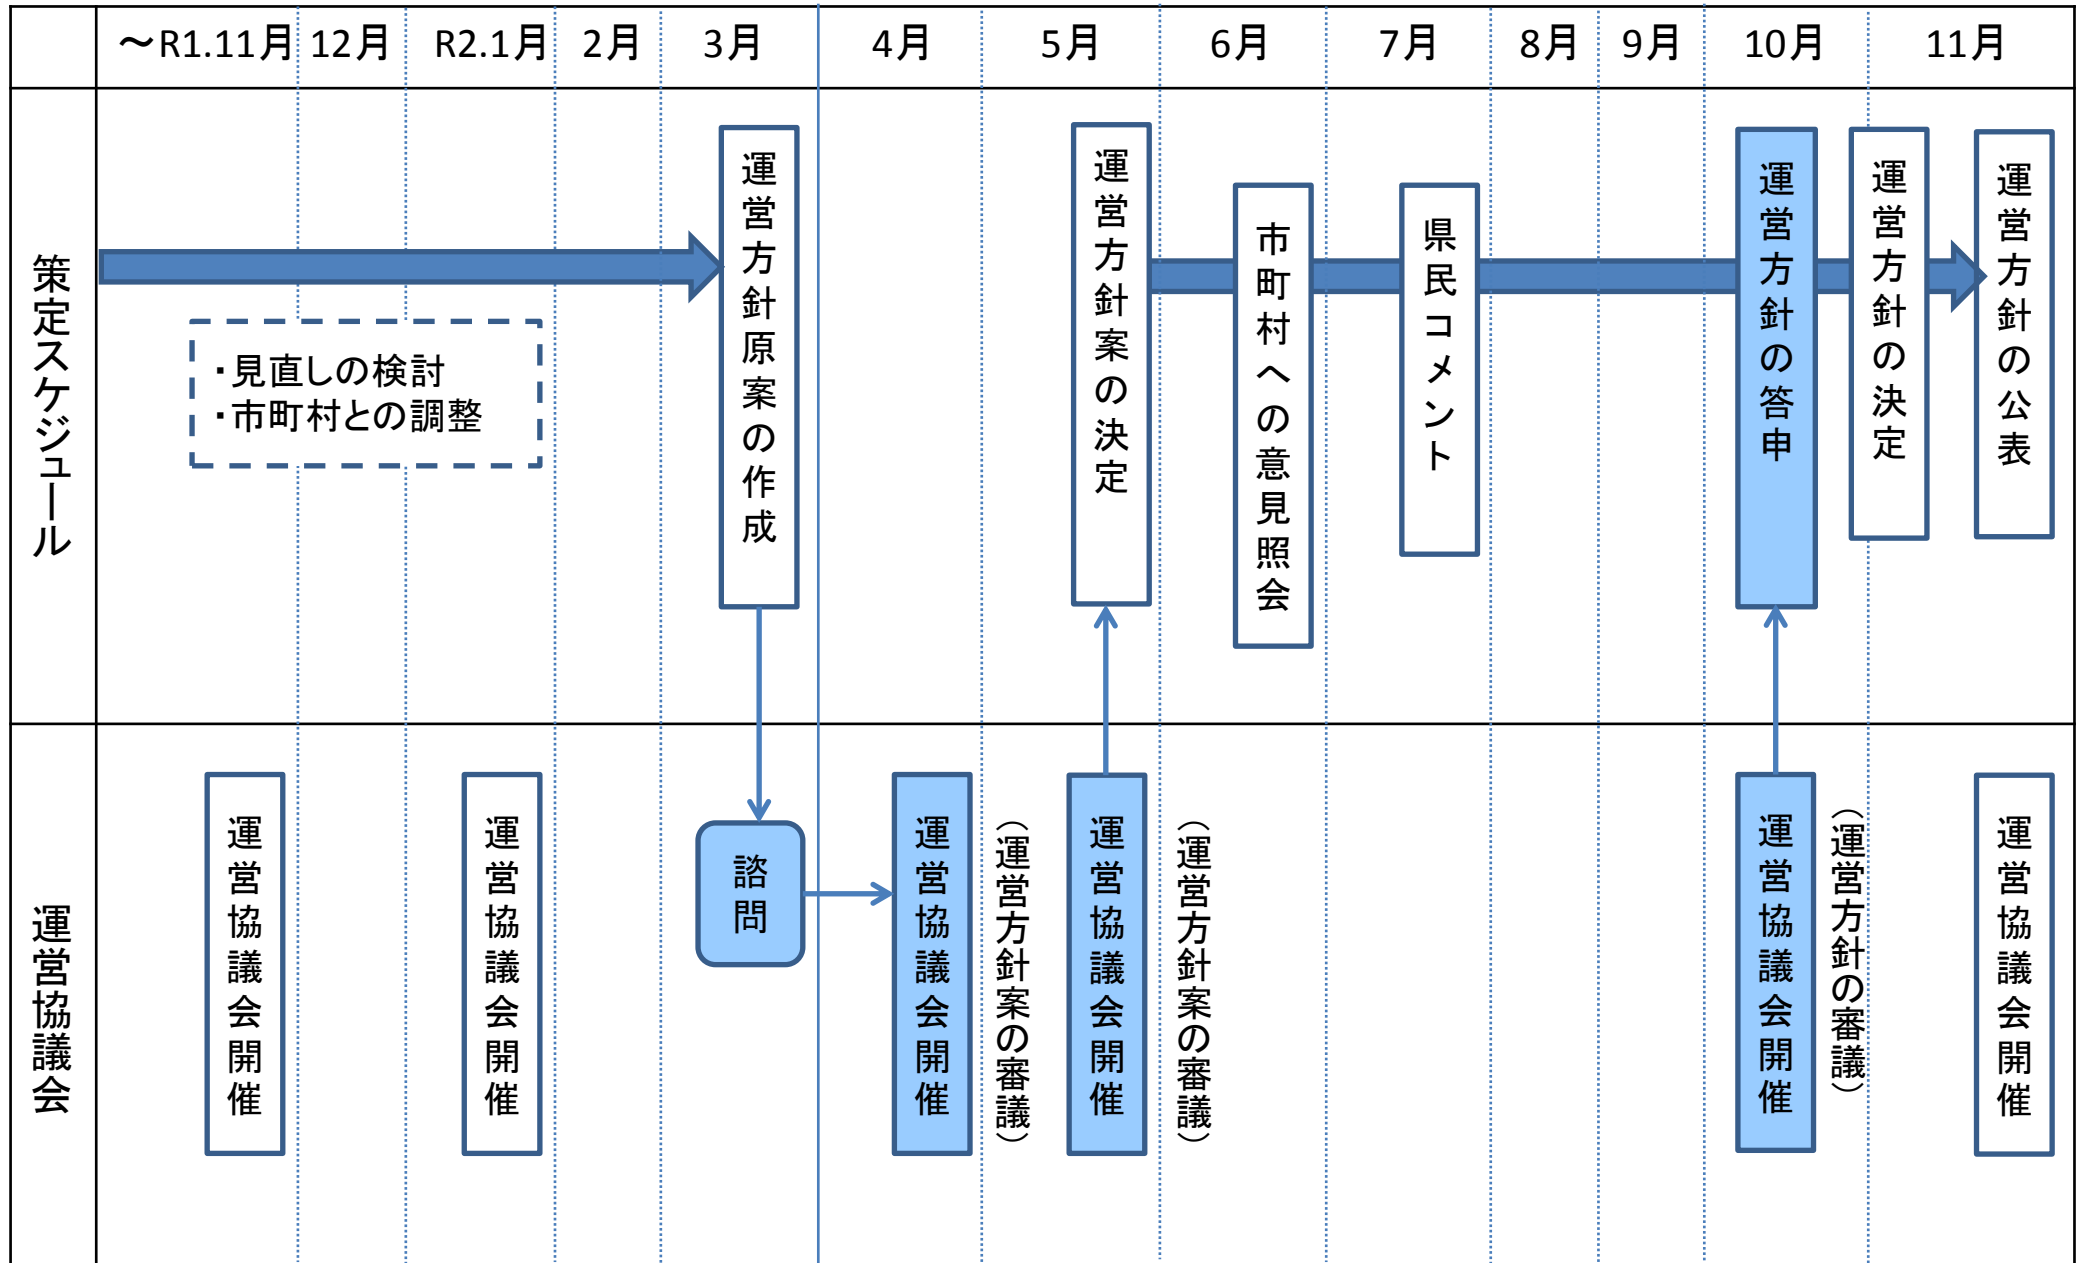 ～R1.11月
12月
R2.1月
2月
3月
4月
5月
6月
7月
8月
9月
10月
11月
策定スケジュール
・見直しの検討
・市町村との調整
運営方針原案の作成
運営方針案の決定
市町村への意見照会
県民コメント
運営方針の答申
運営方針の決定
運営方針の公表
運営協議会
運営協議会開催
運営協議会開催
諮問
運営協議会開催
（運営方針案の審議）
運営協議会開催
（運営方針案の審議）
運営協議会開催
（運営方針の審議）
運営協議会開催